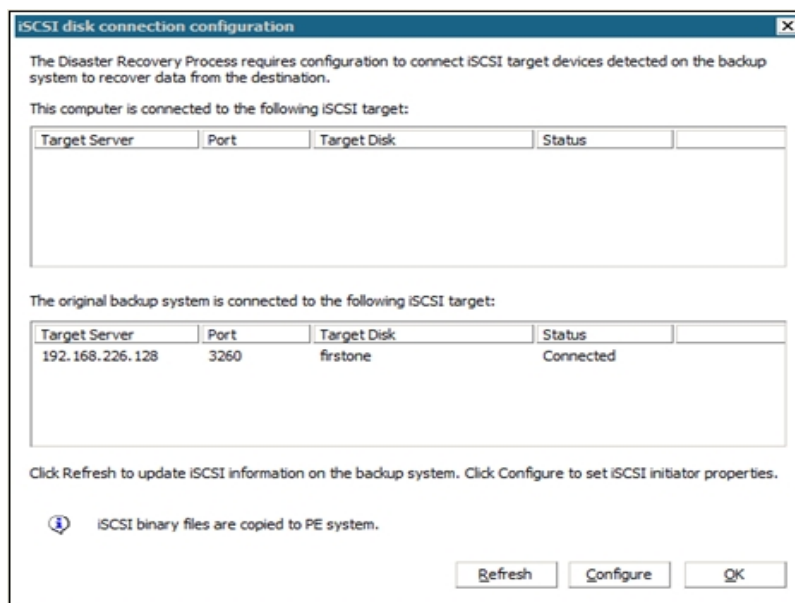 iSCSI disk connection configuration
The Disaster Recovery Process requires configuration to connect iSCSI target devices detected on the backup
system to recover data from the destination.
This computer is connected to the following iSCSI target:
Target Server Port Target Disk Status
The original backup system is connected to the following iSCSI target:
Target Server Port Target Disk Status
192.168.226.128 3260 firstone Connected
Click Refresh to update iSCSI information on the backup system. Click Configure to set iSCSI initiator properties.
iSCSI binary files are copied to PE system.
Refresh Configure OK